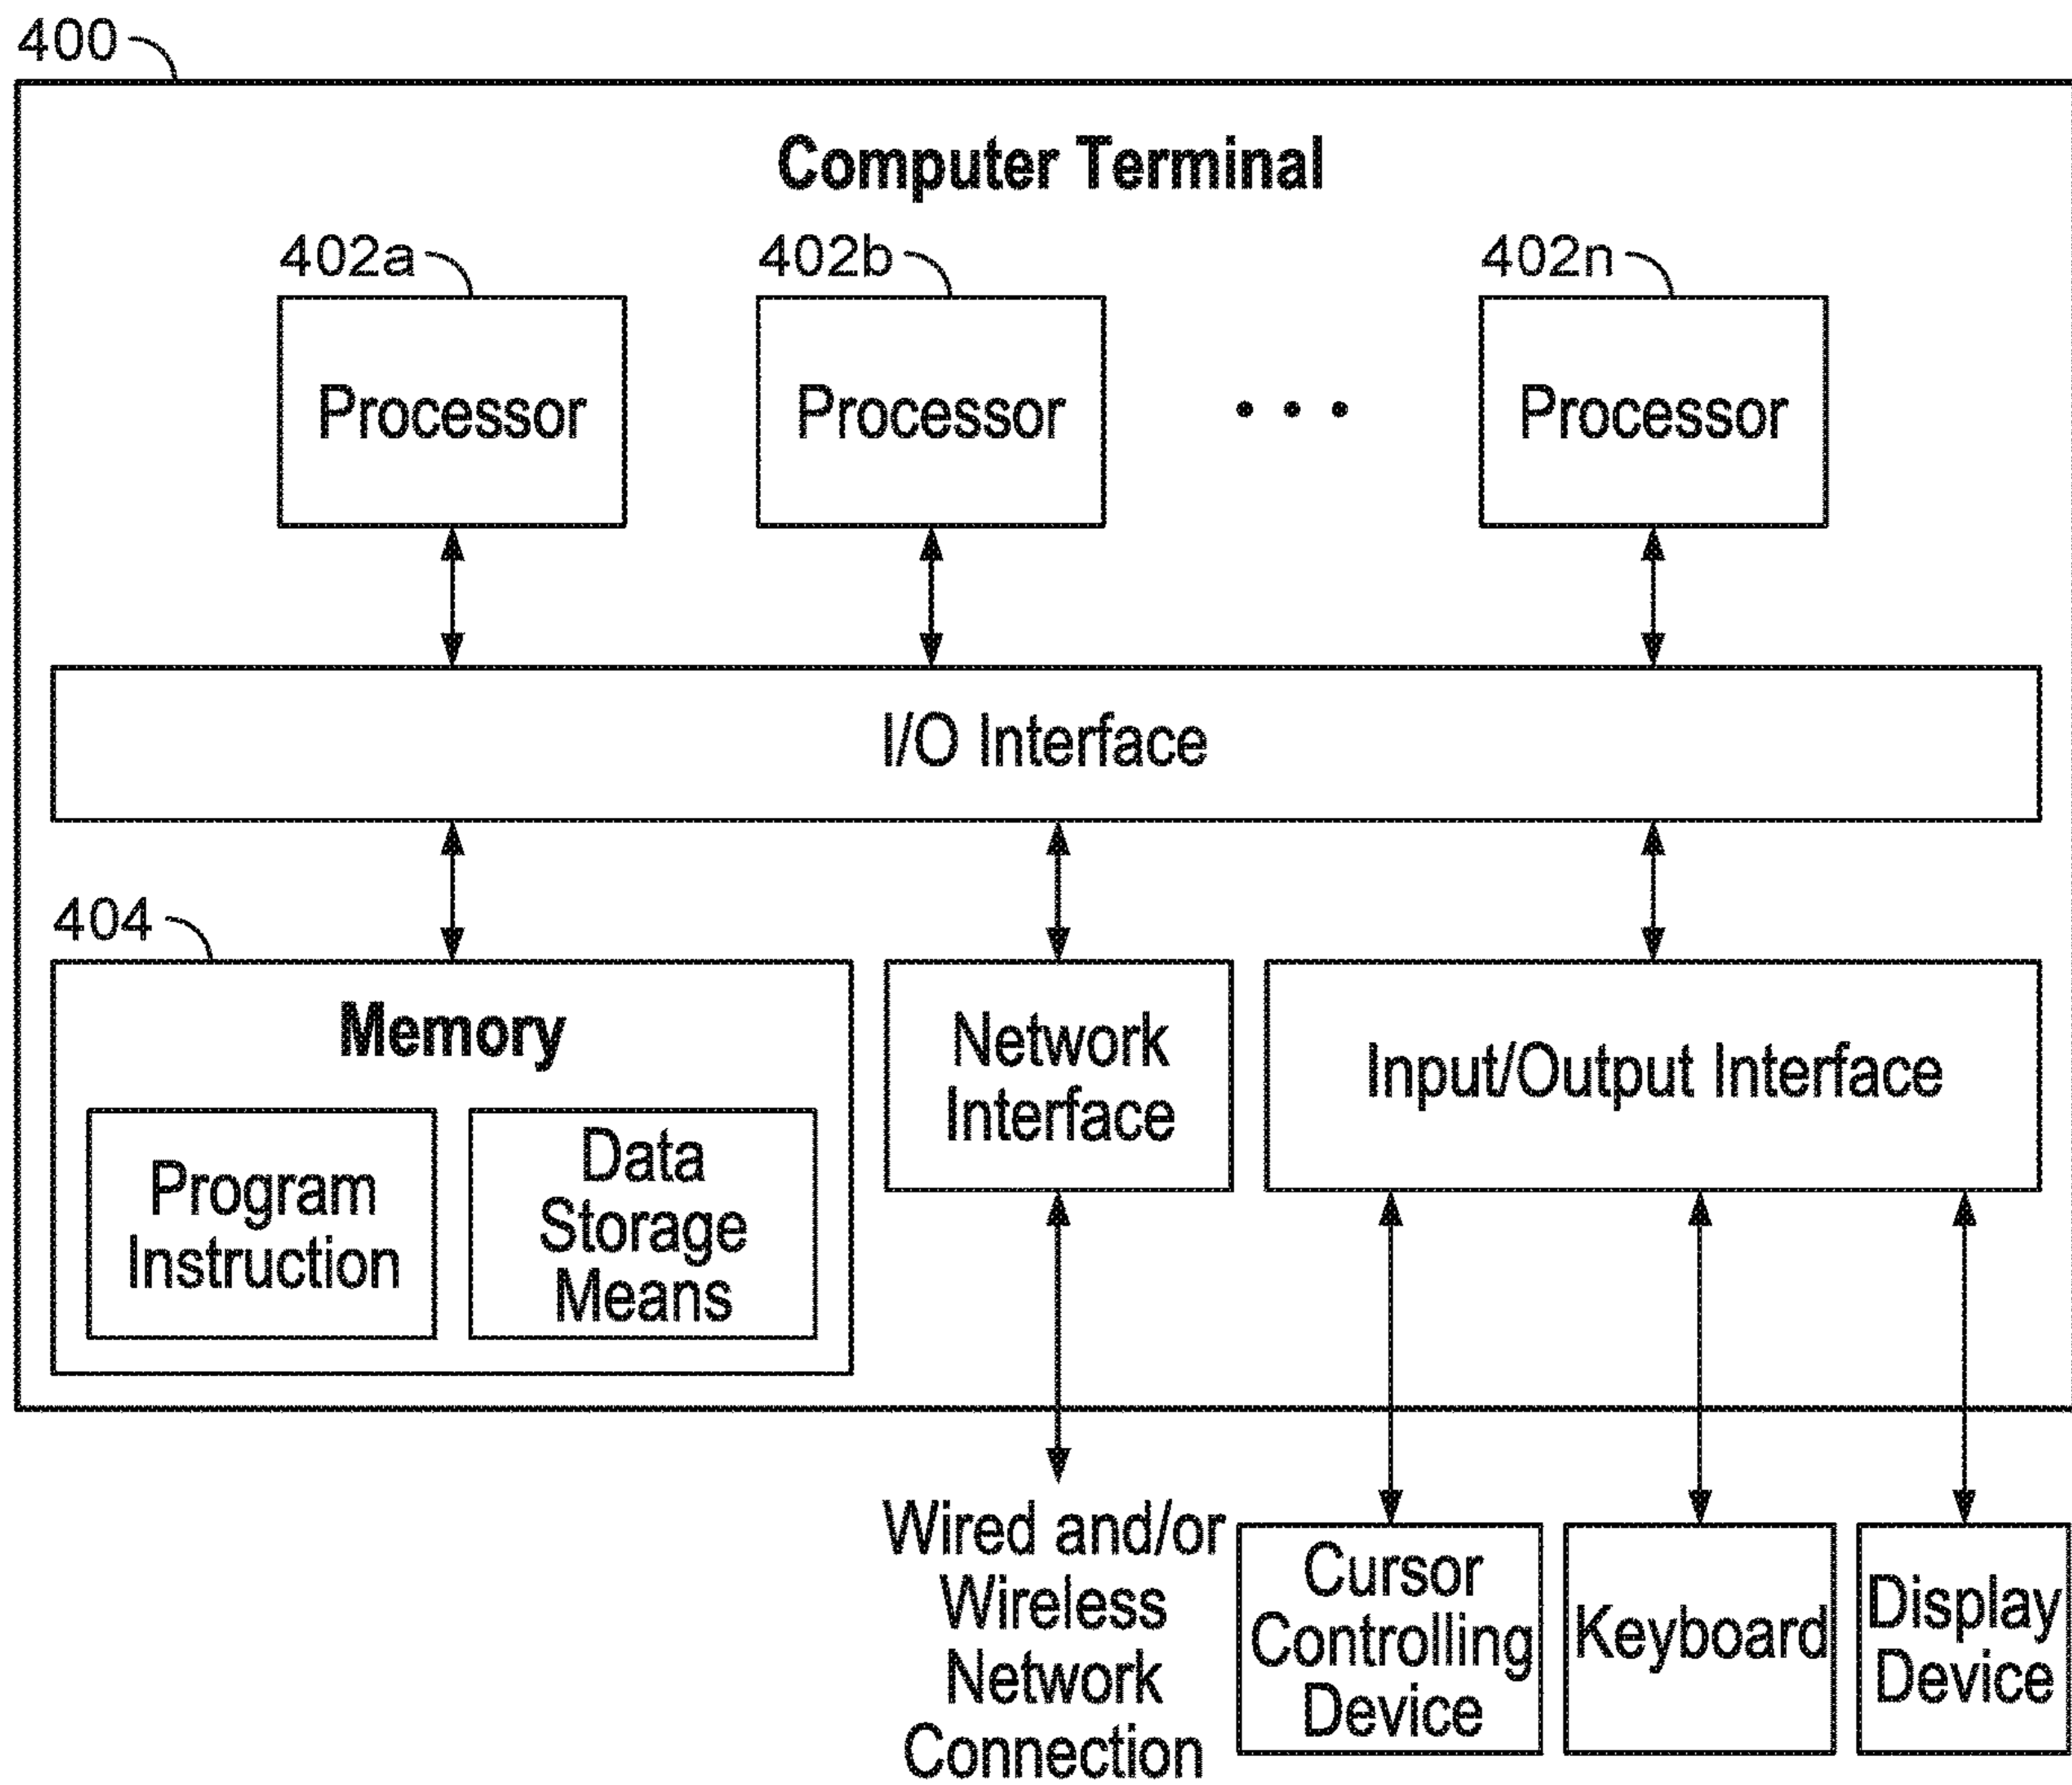 400
Computer Terminal
402a
402b
402n
Processor
Processor
Processor
I/O Interface
404
Memory
Program
Instruction
Data
Storage
Means
Network
Interface
Input/Output Interface
Wired and/or
Wireless
Network
Connection
Cursor
Controlling
Device
Keyboard
Display
Device